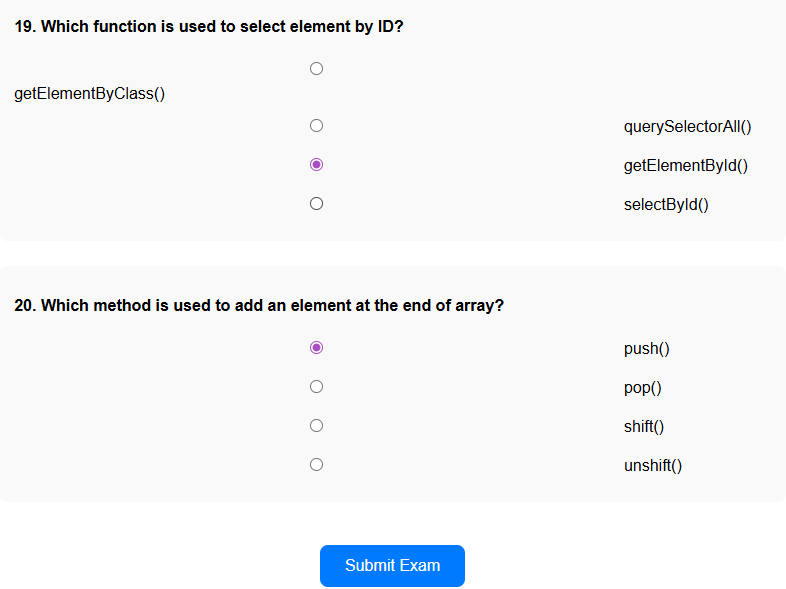 19. Which function is used to select element by ID?
getElementByClass()
querySelectorAll()
getElementById()
selectById()
20. Which method is used to add an element at the end of array?
push()
pop()
shift()
unshift()
Submit Exam